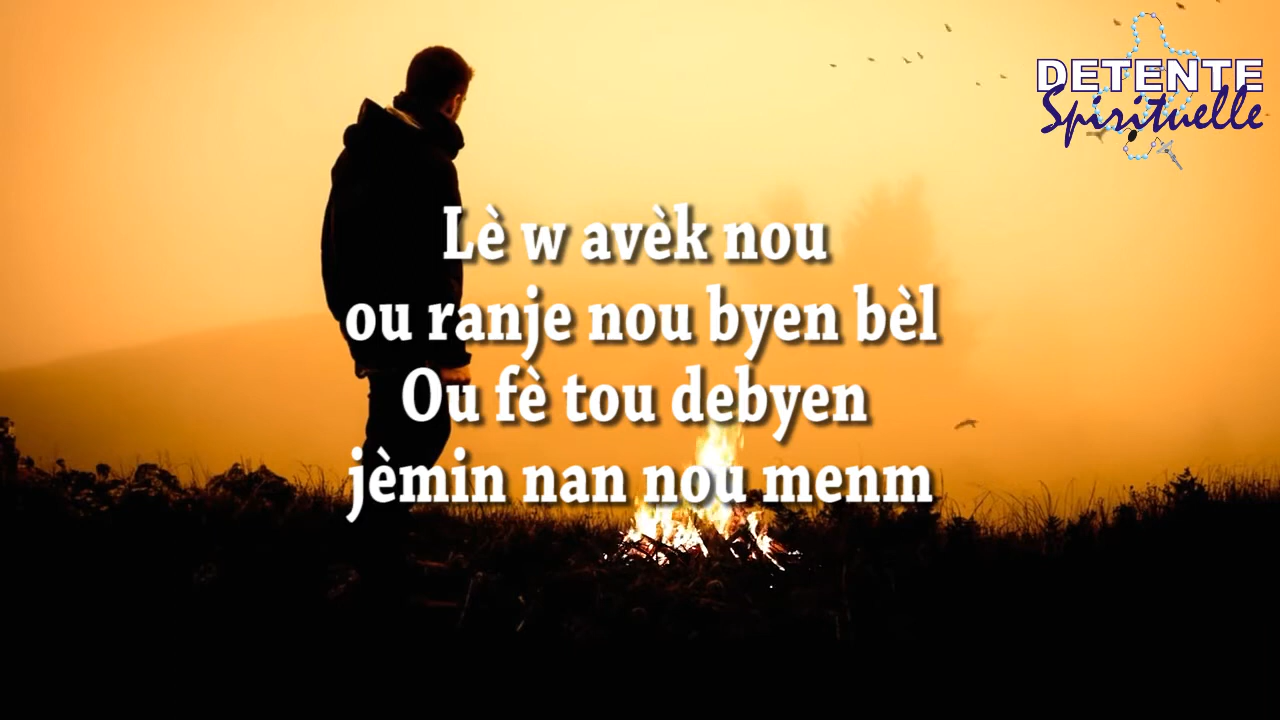 DETENTE
Spirituelle
Lè w avèk nou
ou ranje nou byen bèl
Ou fè tou debyen
jèmin nan nou menm